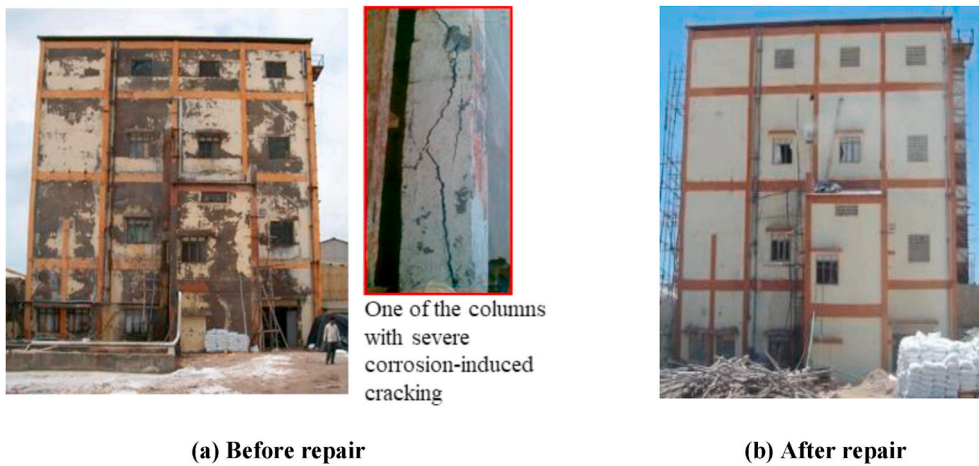 One of the columns
with severe
corrosion-induced
cracking
(a) Before repair
(b) After repair